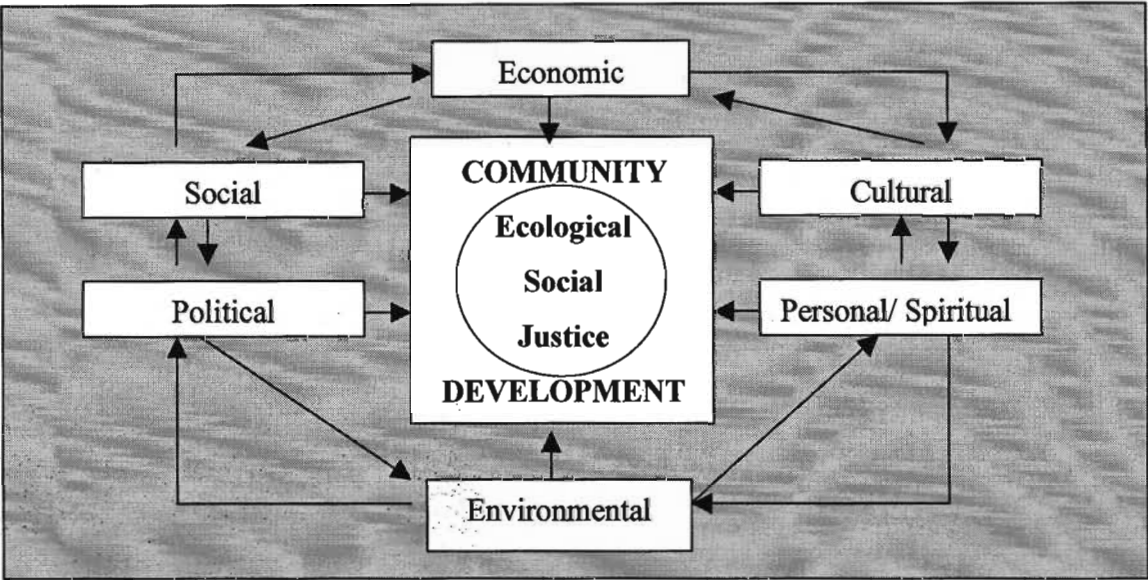 Economic
COMMUNITY
Social
Cultural
Ecological
Social
Justice
Political
Personal/ Spiritual
DEVELOPMENT
Environmental